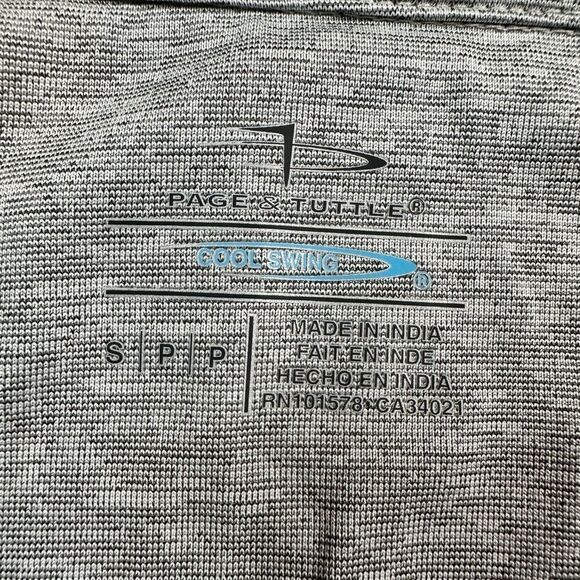 PAGE & TUTTLE®
COOL SWING ®
S|P|P
MADE IN INDIA
FAIT EN INDE
HECHO EN INDIA
RN101578 CA34021